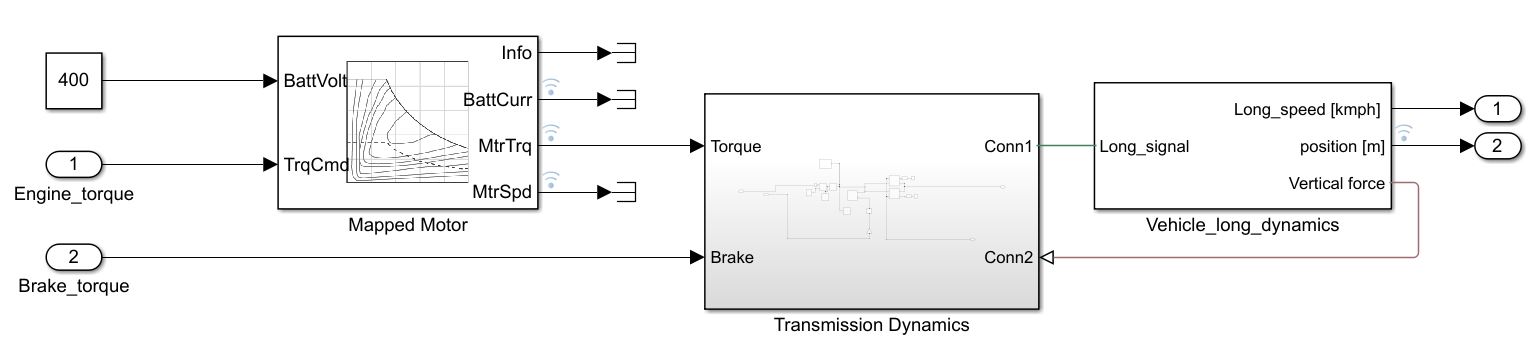 400
BattVolt
1
TrqCmd
Engine_torque
2
Brake_torque
Info
BattCurr
MtrTrq
MtrSpd
Mapped Motor
Torque
Conn1
Brake
Conn2
Transmission Dynamics
Long_signal
Long_speed [kmph]
position [m]
Vertical force
Vehicle_long_dynamics
1
2